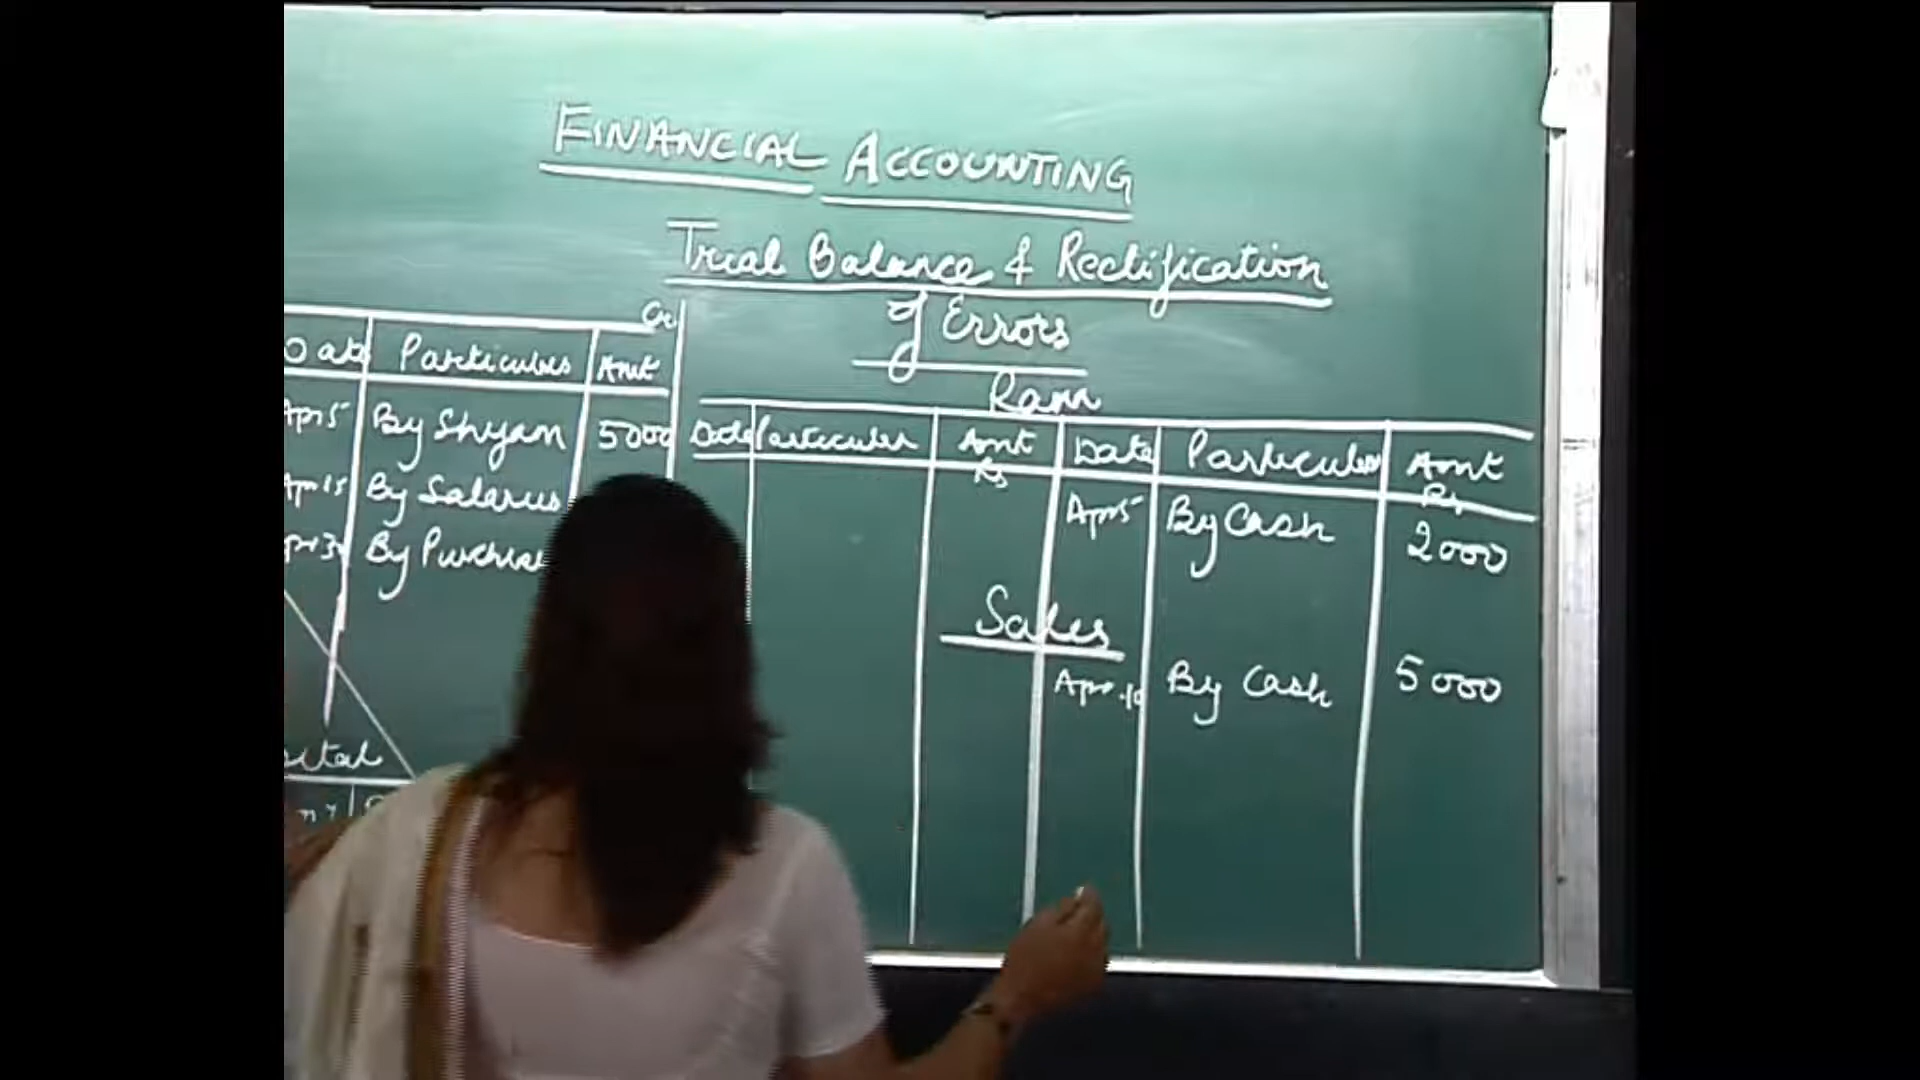 FINANCIAL ACCOUNTING
Trial Balance & Rectification
of Errors
Cr
Date Particulars Amt
Apr 5 By Shyam 5000
Apr 15 By Salaries
By Purchas
Ram
Date Particulars Amt Rs Date Particulars Amt Rs
Apr 5 By Cash 2000
Sales
Apr 10 By Cash 5000